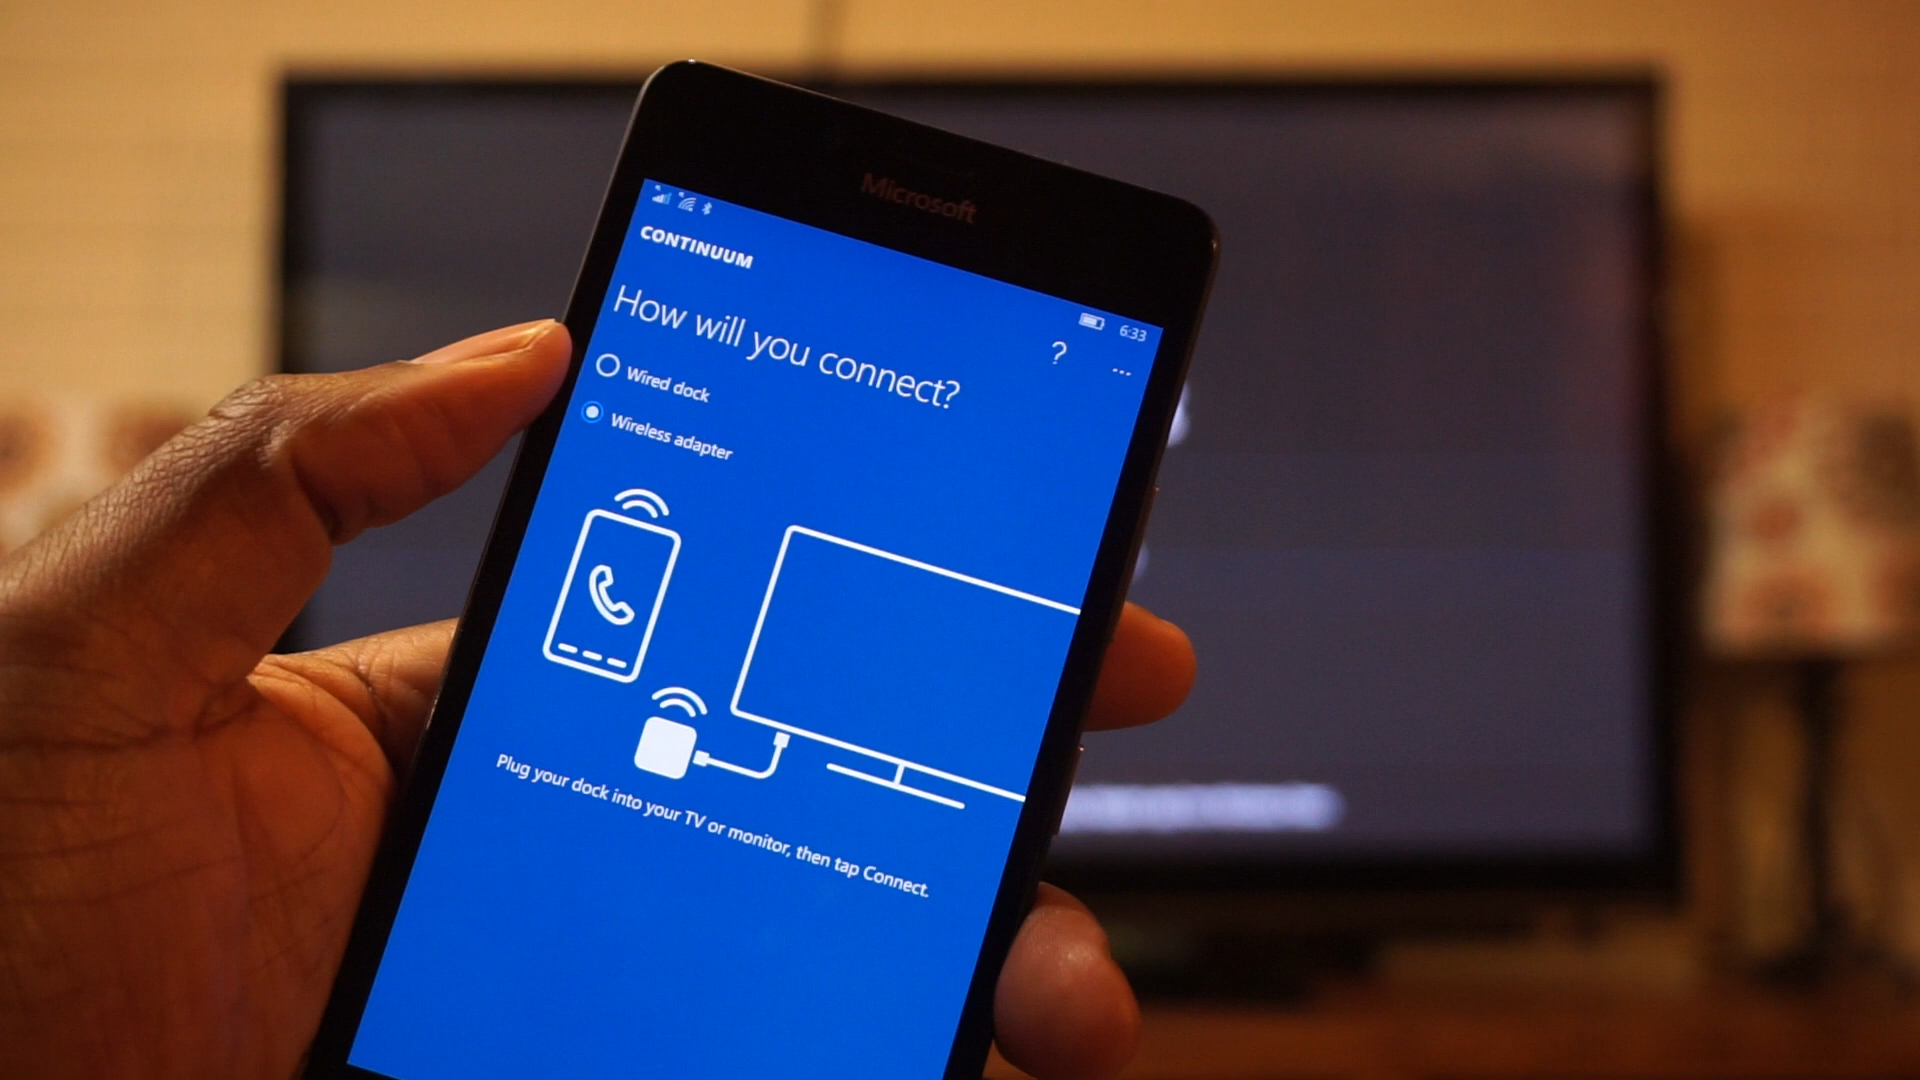 Microsoft
6:33
CONTINUUM
?
...
How will you connect?
Wired dock
Wireless adapter
Plug your dock into your TV or monitor, then tap Connect.